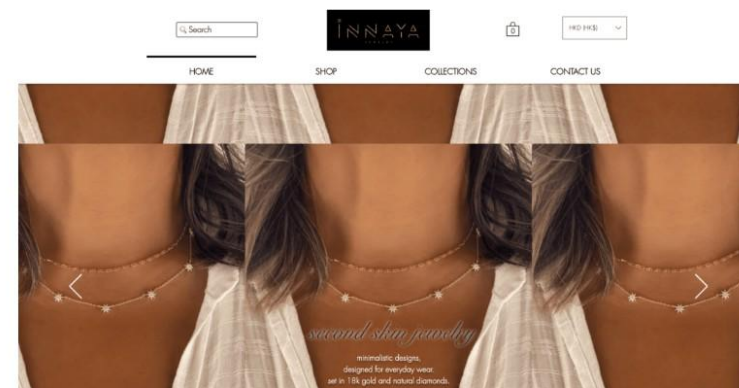 Search
INNAYA
0
HKD (HK$)
HOME
SHOP
COLLECTIONS
CONTACT US
second skin jewelry
minimalistic designs,
designed for everyday wear.
set in 18k gold and natural diamonds.